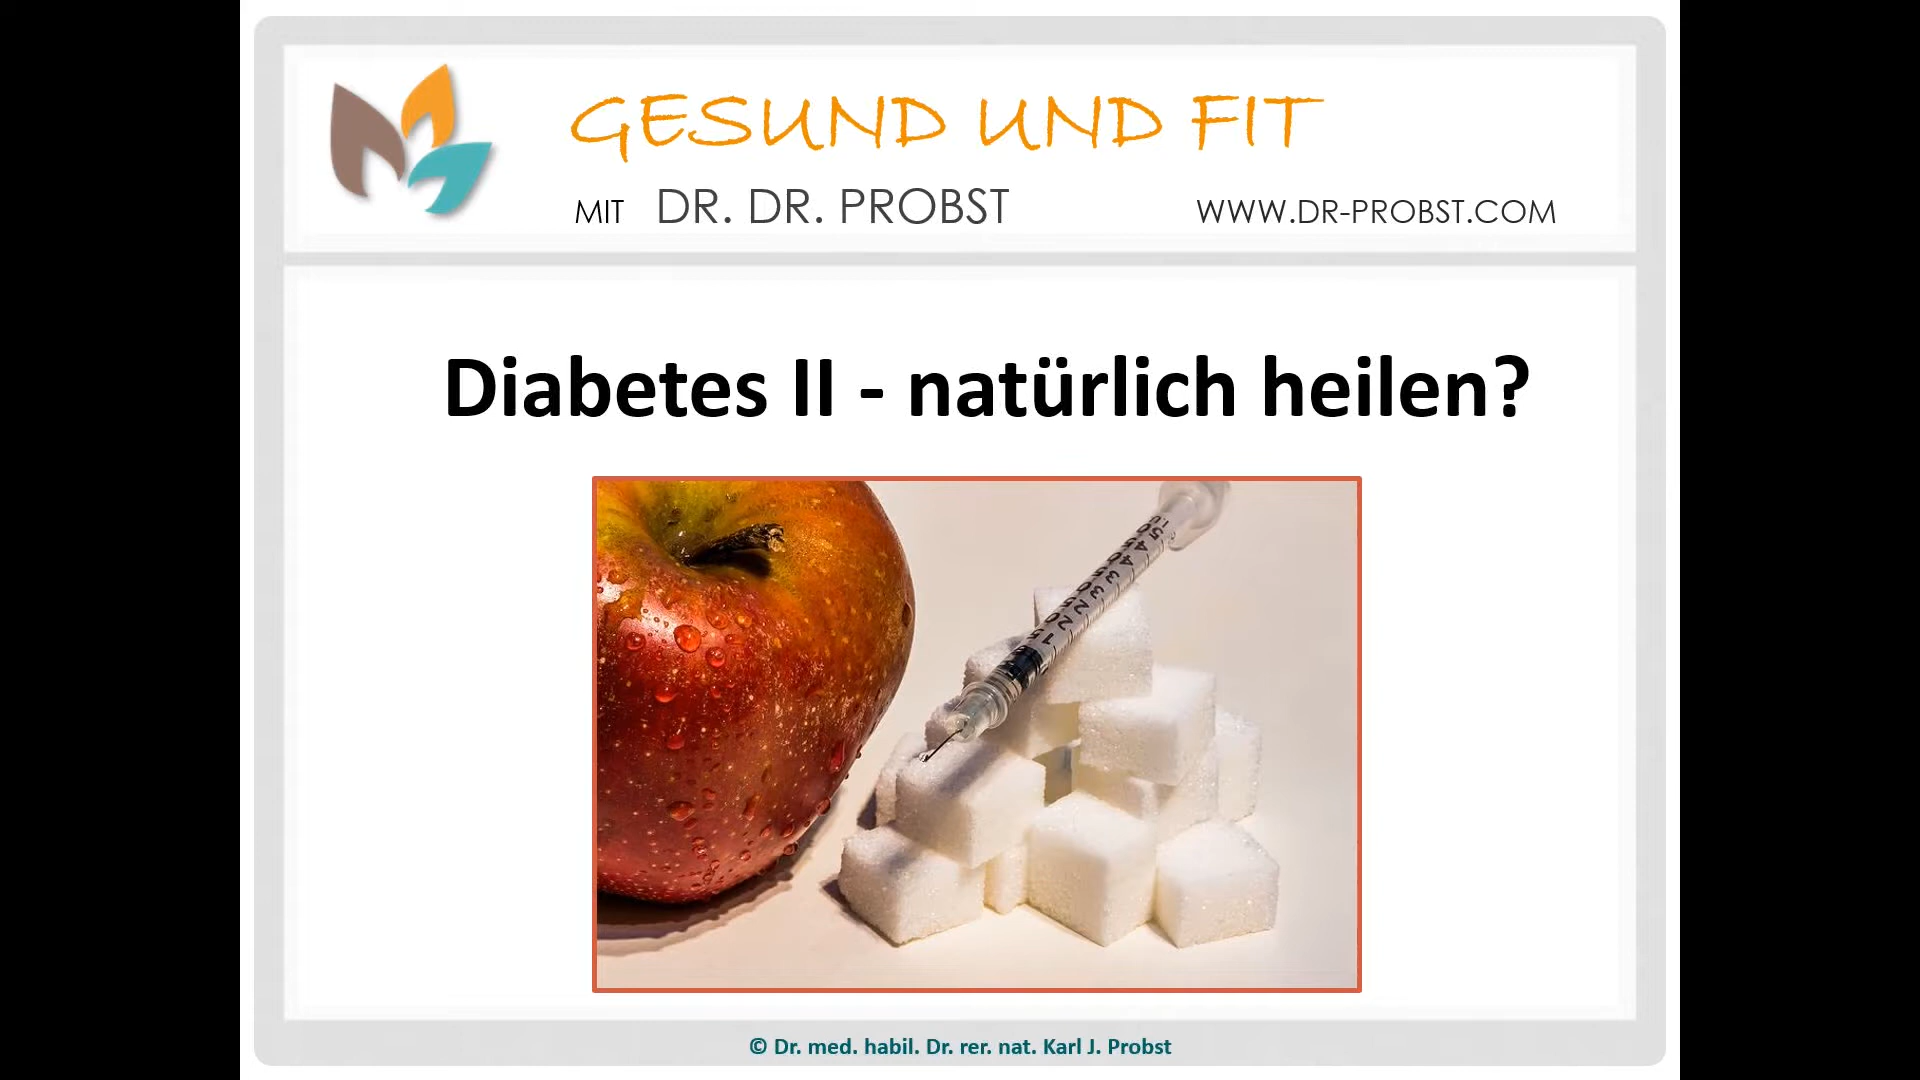 GESUND UND FIT
MIT DR. DR. PROBST WWW.DR-PROBST.COM
Diabetes II - natürlich heilen?
© Dr. med. habil. Dr. rer. nat. Karl J. Probst